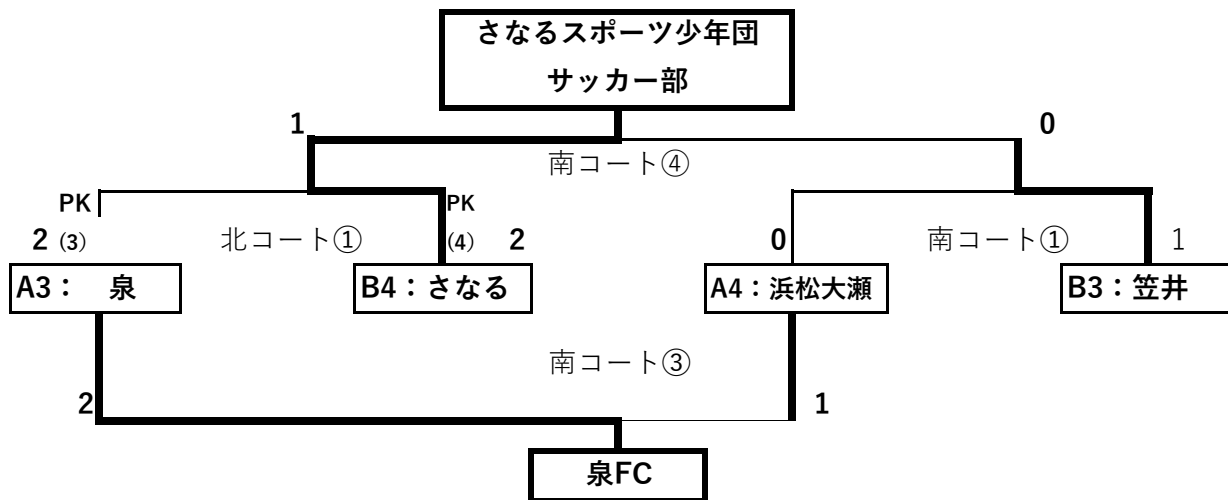 さなるスポーツ少年団
サッカー部
1
0
南コート④
PK
PK
2 (3)
北コート①
(4) 2
0
南コート①
1
A3： 泉
B4：さなる
A4：浜松大瀬
B3：笠井
南コート③
2
1
泉FC